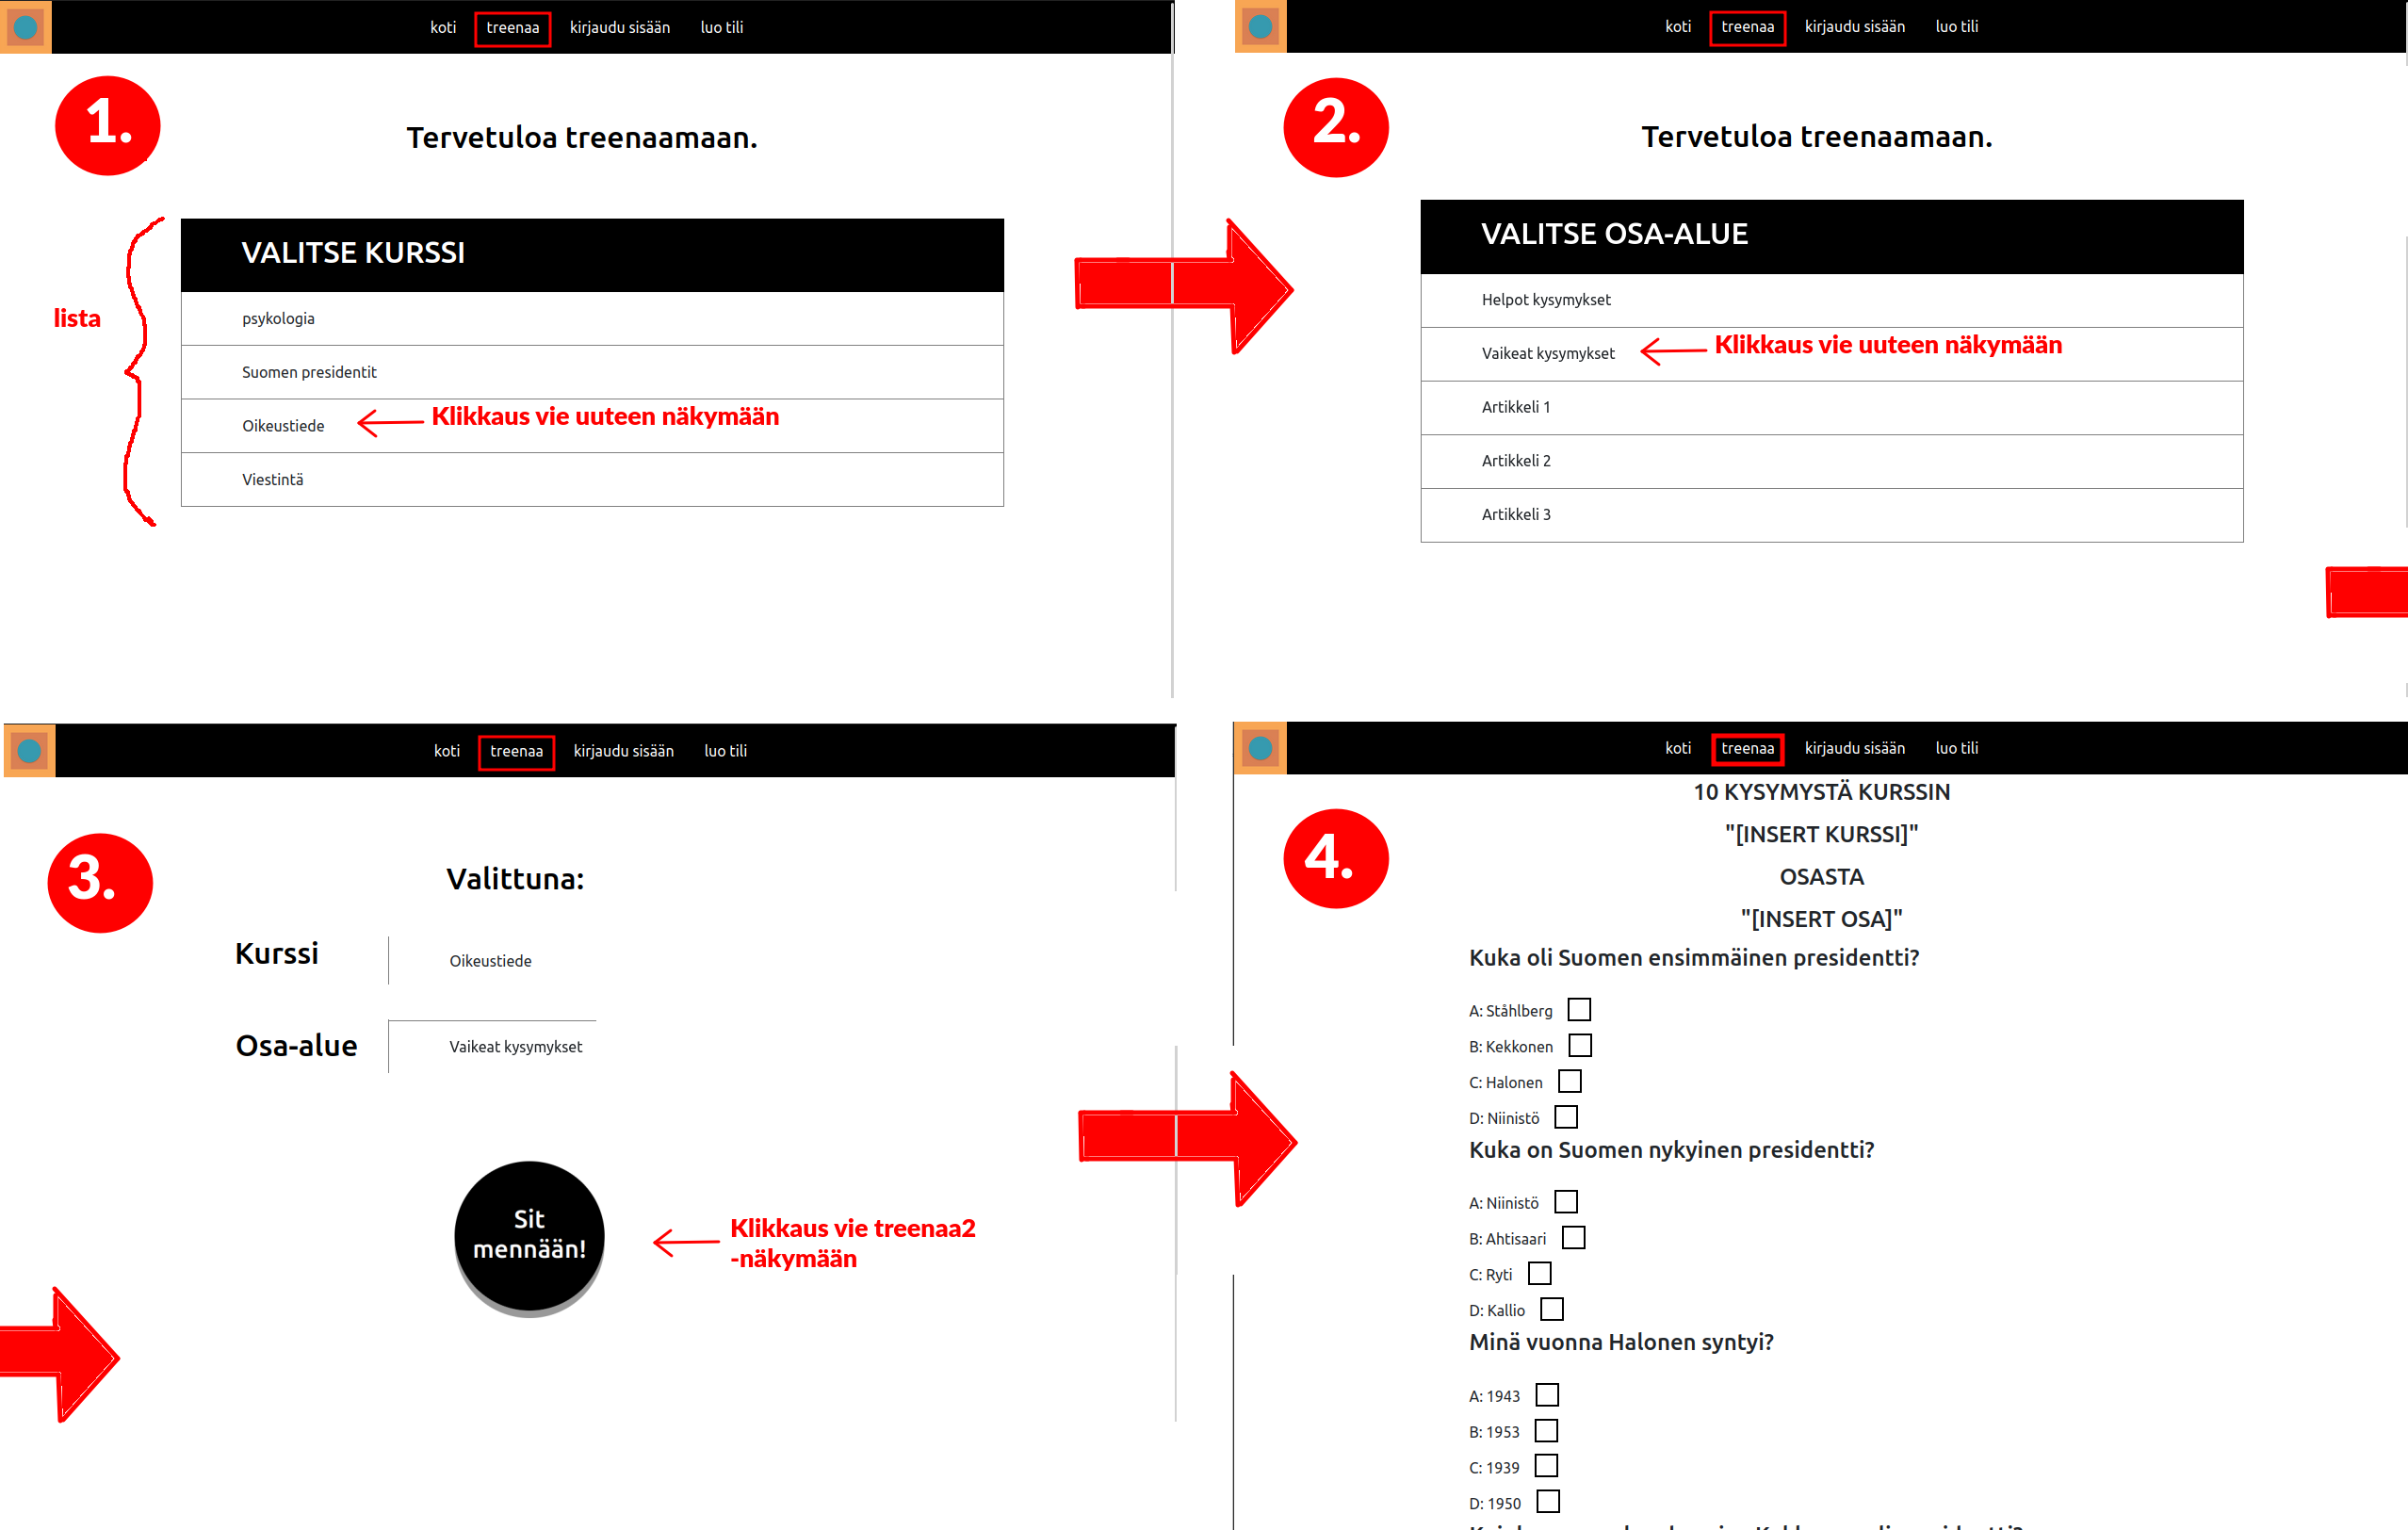 koti treenaa kirjaudu sisään luo tili
1.
Tervetuloa treenaamaan.
lista
VALITSE KURSSI
psykologia
Suomen presidentit
Oikeustiede
Klikkaus vie uuteen näkymään
Viestintä
koti treenaa kirjaudu sisään luo tili
2.
Tervetuloa treenaamaan.
VALITSE OSA-ALUE
Helpot kysymykset
Vaikeat kysymykset
Klikkaus vie uuteen näkymään
Artikkeli 1
Artikkeli 2
Artikkeli 3
koti treenaa kirjaudu sisään luo tili
3.
Valittuna:
Kurssi
Oikeustiede
Osa-alue
Vaikeat kysymykset
Sit
mennään!
Klikkaus vie treenaa2
-näkymään
koti treenaa kirjaudu sisään luo tili
4.
10 KYSYMYSTÄ KURSSIN
"[INSERT KURSSI]"
OSASTA
"[INSERT OSA]"
Kuka oli Suomen ensimmäinen presidentti?
A: Ståhlberg
B: Kekkonen
C: Halonen
D: Niinistö
Kuka on Suomen nykyinen presidentti?
A: Niinistö
B: Ahtisaari
C: Ryti
D: Kallio
Minä vuonna Halonen syntyi?
A: 1943
B: 1953
C: 1939
D: 1950